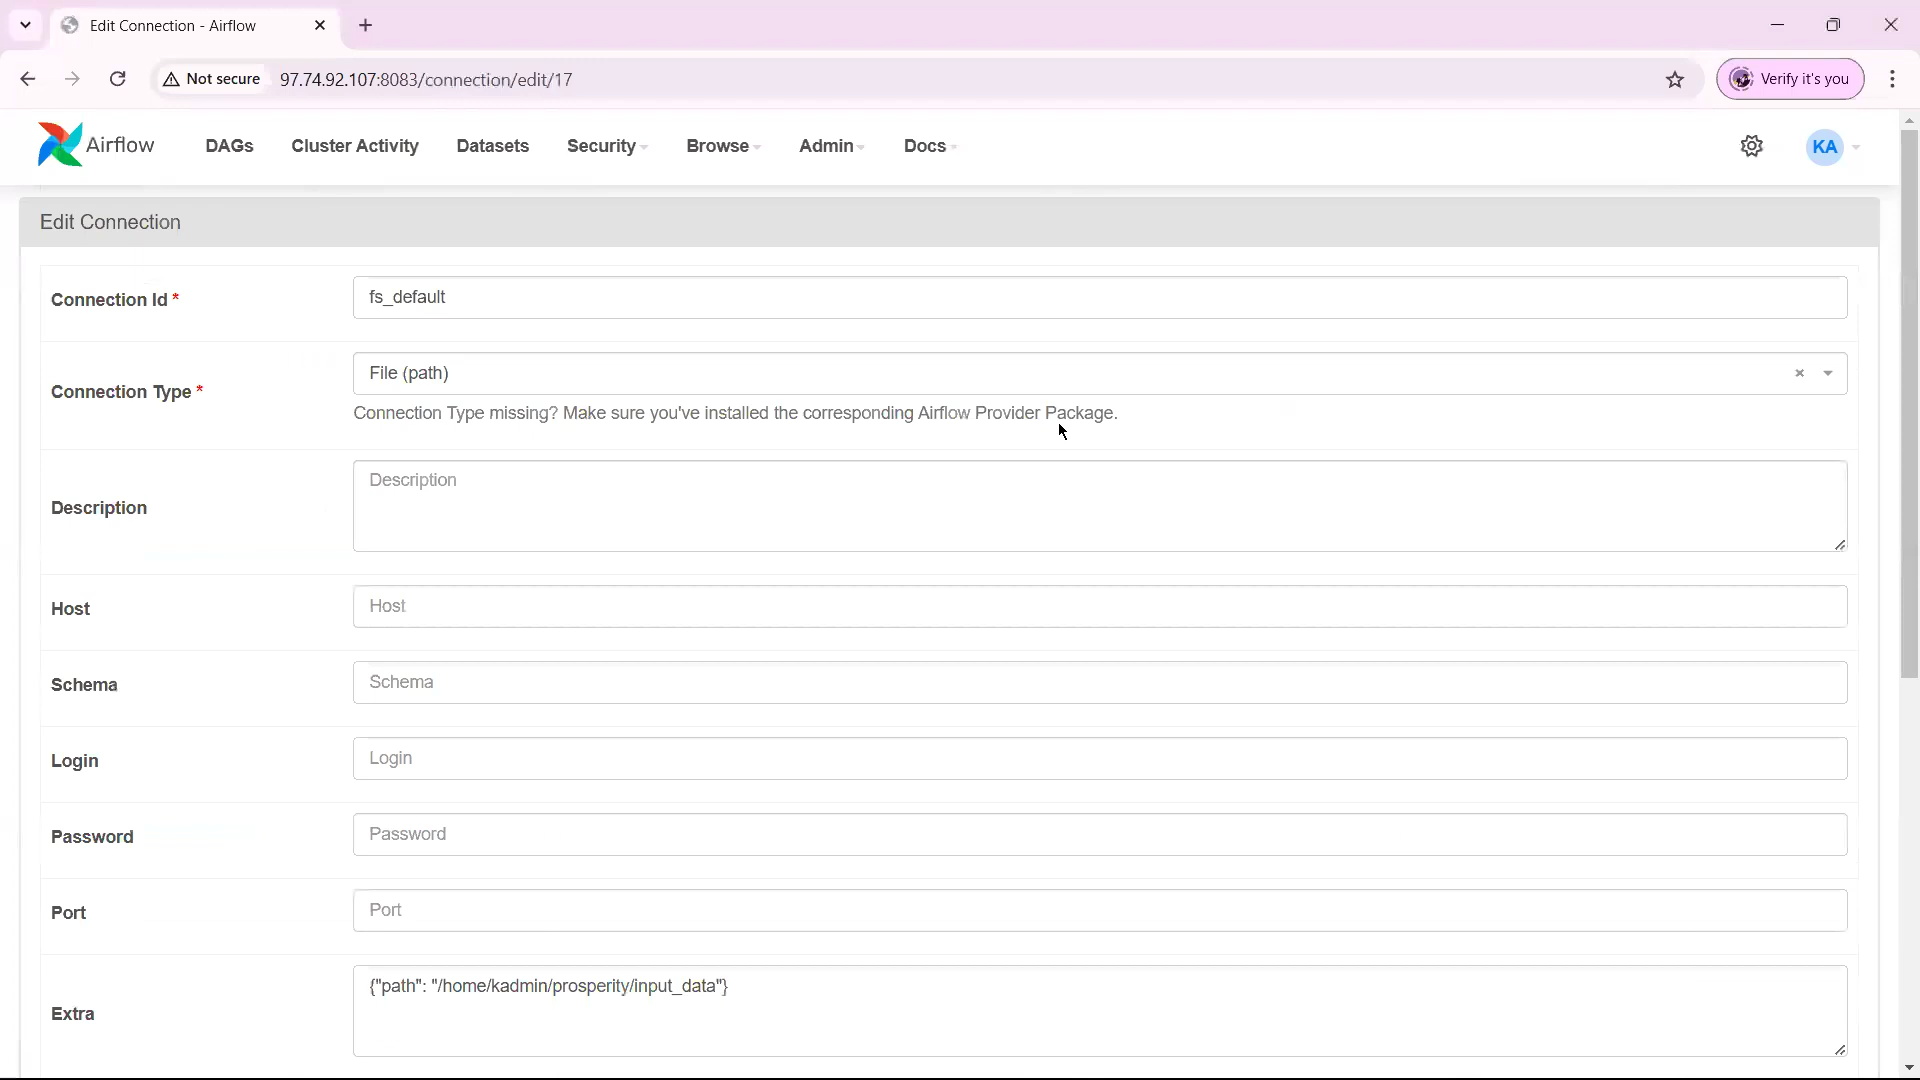 Edit Connection - Airflow
Not secure
97.74.92.107:8083/connection/edit/17
Verify it's you
Airflow
DAGs
Cluster Activity
Datasets
Security
Browse
Admin
Docs
KA
Edit Connection
Connection Id *
fs_default
Connection Type *
File (path)
Connection Type missing? Make sure you've installed the corresponding Airflow Provider Package.
Description
Description
Host
Host
Schema
Schema
Login
Login
Password
Password
Port
Port
Extra
{"path": "/home/kadmin/prosperity/input_data"}